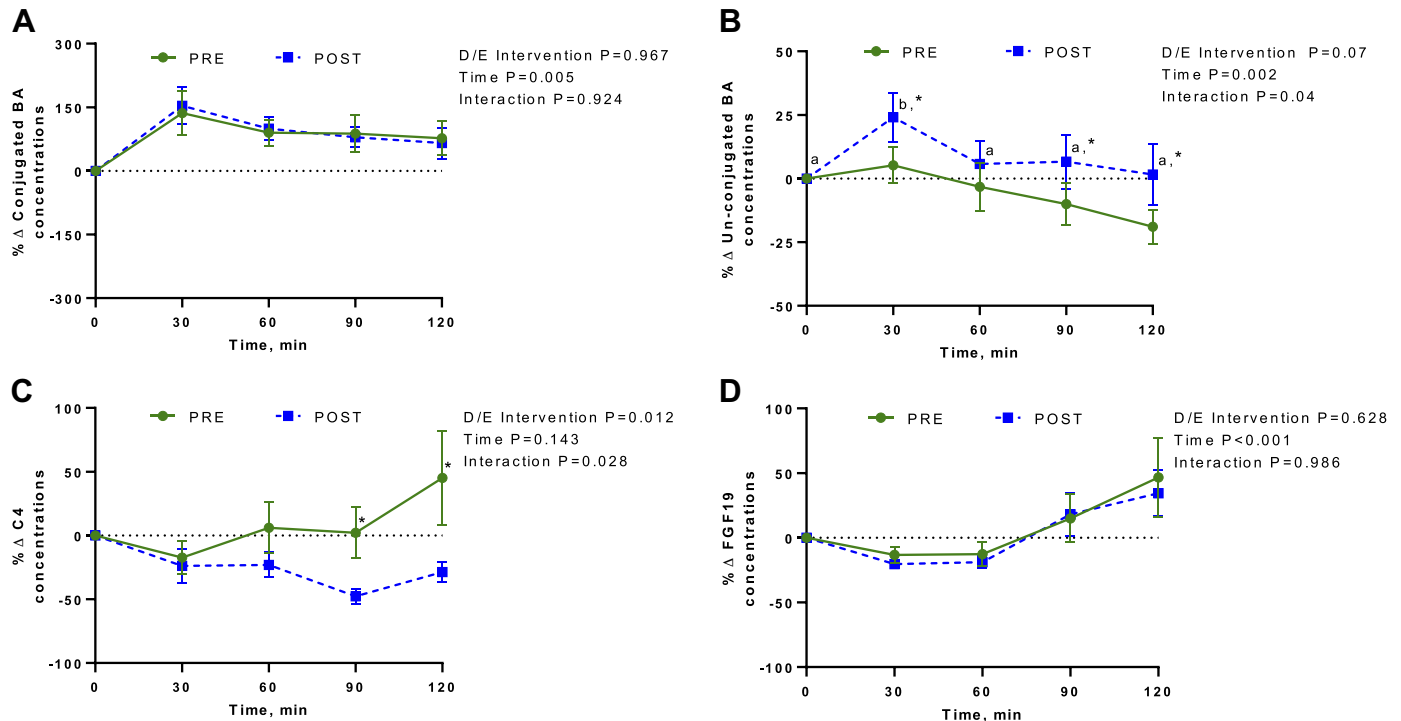 A
300
150
0
-150
-300
% Δ Conjugated BA
concentrations
PRE
POST
D/E Intervention P=0.967
Time P=0.005
Interaction P=0.924
0 30 60 90 120
Time, min
B
50
25
0
-25
-50
% Δ Un-conjugated BA
concentrations
PRE
POST
D/E Intervention P=0.07
Time P=0.002
Interaction P=0.04
a
b,*
a
a,*
a,*
0 30 60 90 120
Time, min
C
100
50
0
-50
-100
% Δ C4
concentrations
PRE
POST
D/E Intervention P=0.012
Time P=0.143
Interaction P=0.028
*
*
0 30 60 90 120
Time, min
D
100
50
0
-50
-100
% Δ FGF19
concentrations
PRE
POST
D/E Intervention P=0.628
Time P<0.001
Interaction P=0.986
0 30 60 90 120
Time, min